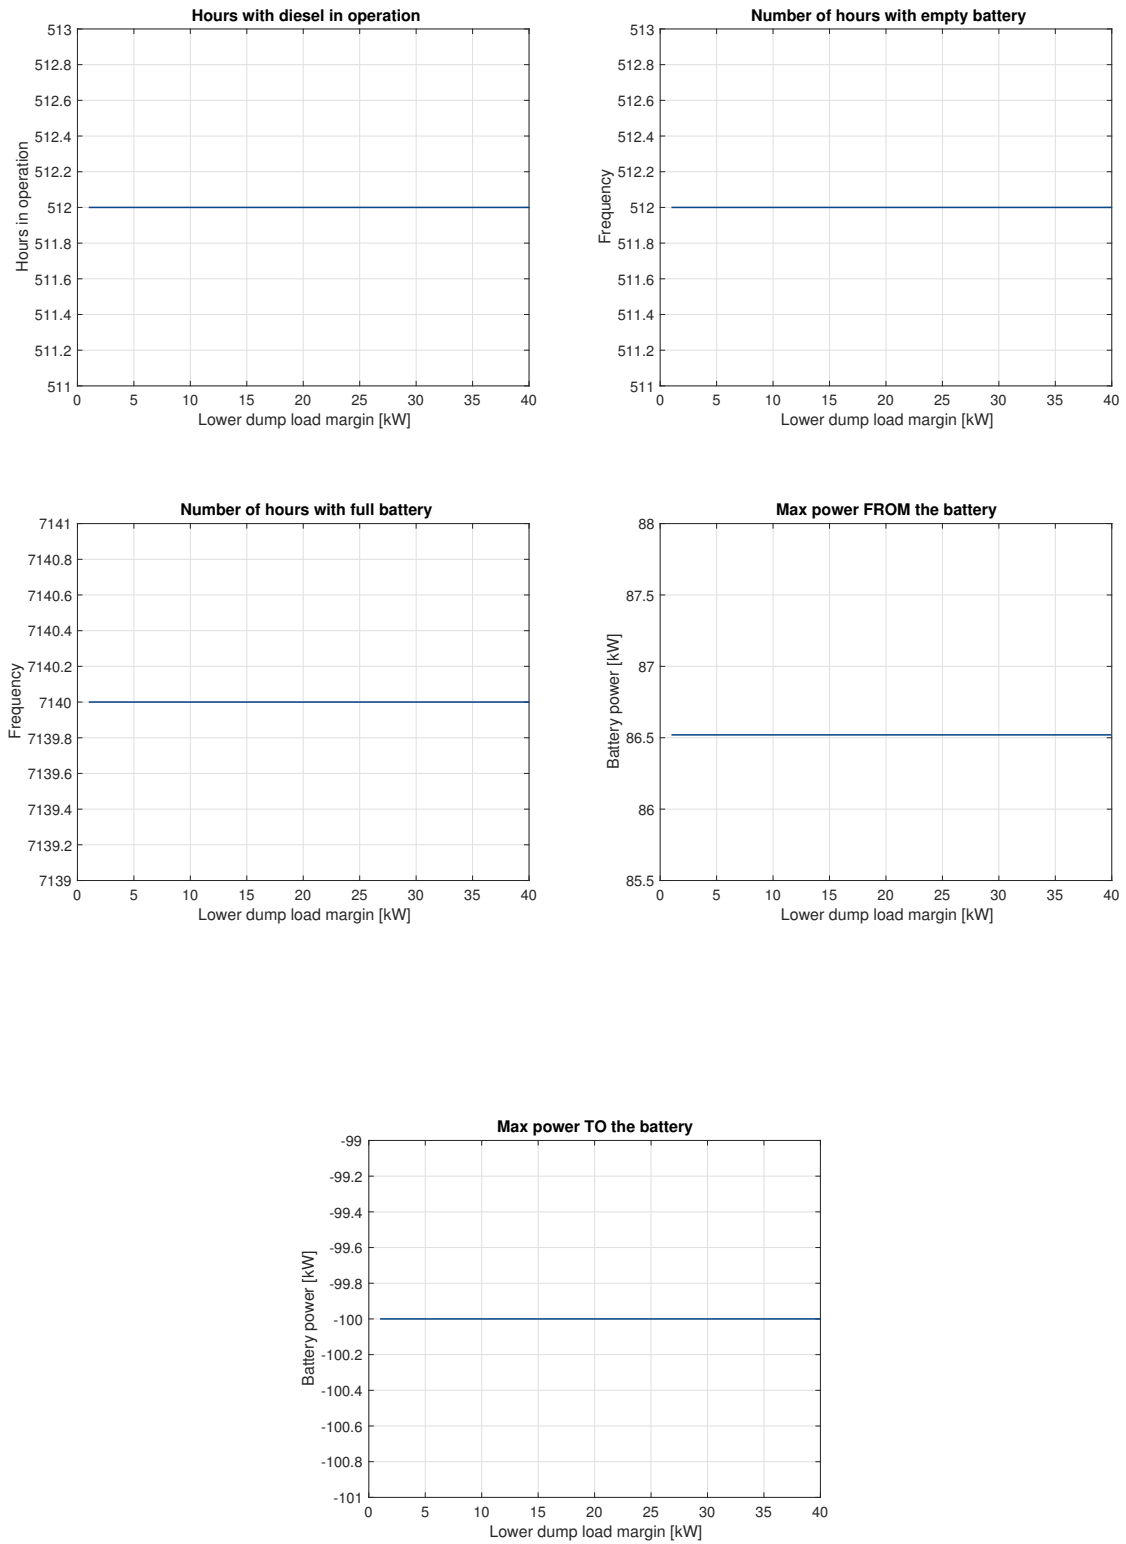 Hours with diesel in operation
513
512.8
512.6
512.4
512.2
512
511.8
511.6
511.4
511.2
511
Hours in operation
0 5 10 15 20 25 30 35 40
Lower dump load margin [kW]
Number of hours with empty battery
513
512.8
512.6
512.4
512.2
512
511.8
511.6
511.4
511.2
511
Frequency
0 5 10 15 20 25 30 35 40
Lower dump load margin [kW]
Number of hours with full battery
7141
7140.8
7140.6
7140.4
7140.2
7140
7139.8
7139.6
7139.4
7139.2
7139
Frequency
0 5 10 15 20 25 30 35 40
Lower dump load margin [kW]
Max power FROM the battery
88
87.5
87
86.5
86
85.5
Battery power [kW]
0 5 10 15 20 25 30 35 40
Lower dump load margin [kW]
Max power TO the battery
-99
-99.2
-99.4
-99.6
-99.8
-100
-100.2
-100.4
-100.6
-100.8
-101
Battery power [kW]
0 5 10 15 20 25 30 35 40
Lower dump load margin [kW]